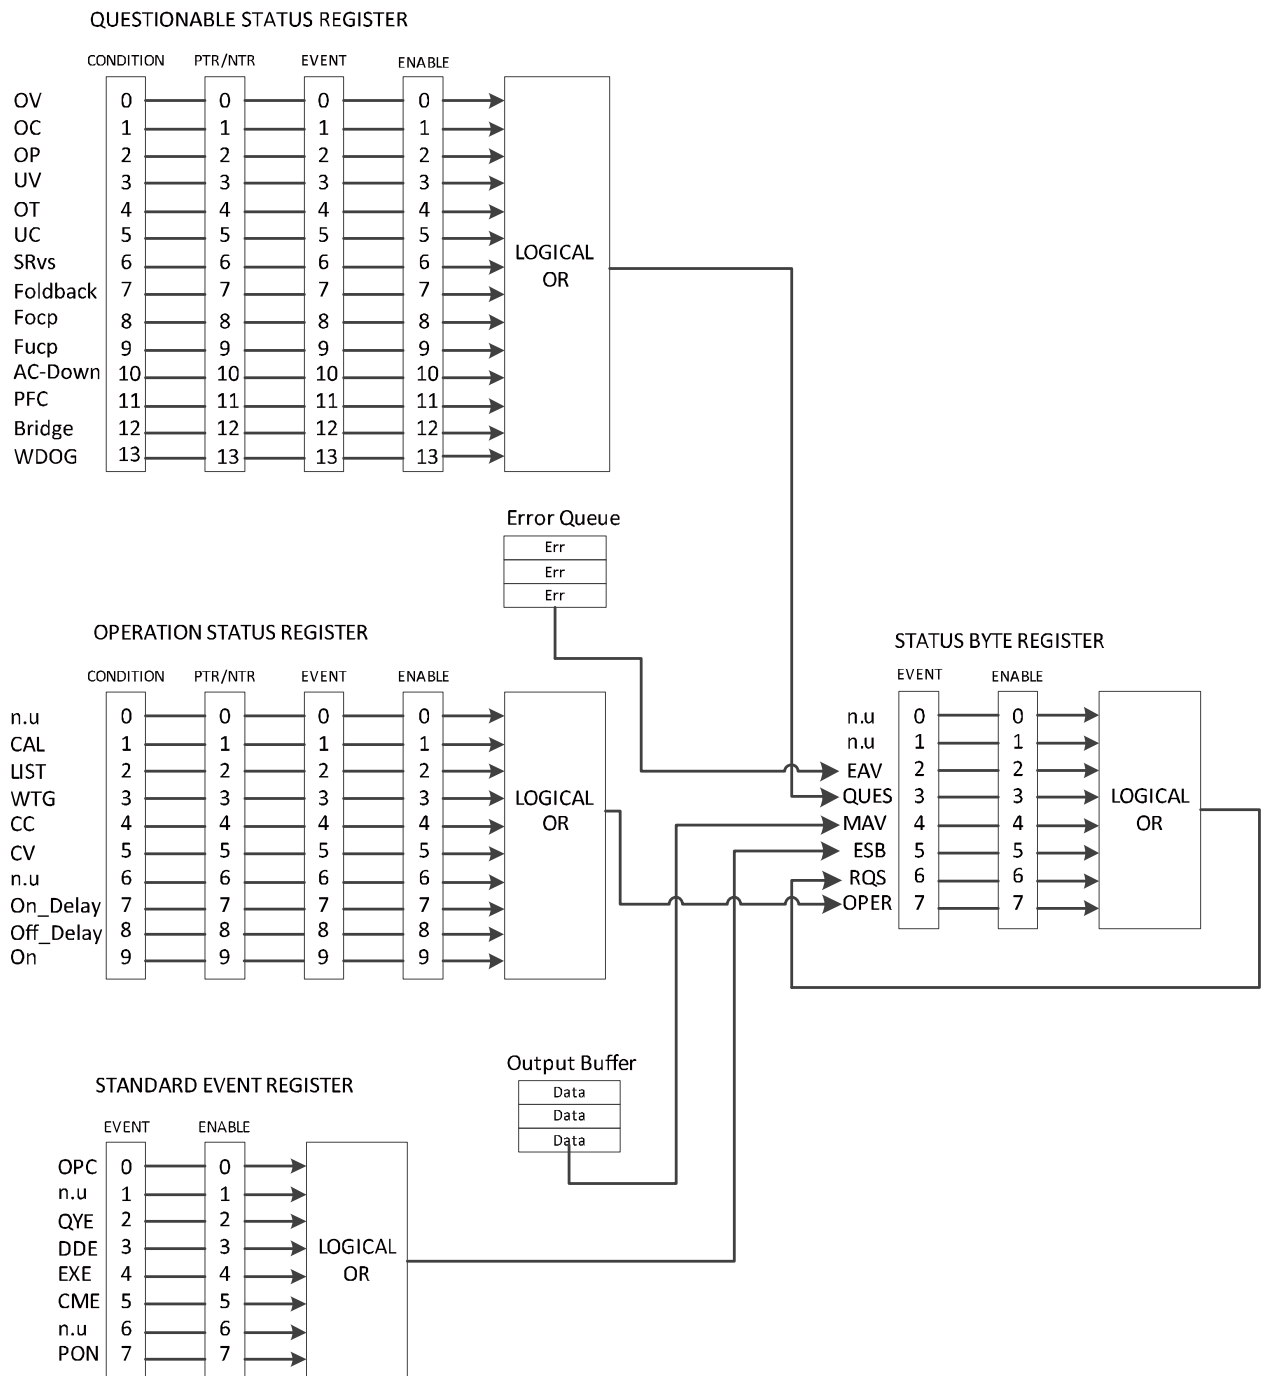 QUESTIONABLE STATUS REGISTER
CONDITION PTR/NTR EVENT ENABLE
OV 0 0 0 0
OC 1 1 1 1
OP 2 2 2 2
UV 3 3 3 3
OT 4 4 4 4
UC 5 5 5 5
SRvs 6 6 6 6
Foldback 7 7 7 7
Focp 8 8 8 8
Fucp 9 9 9 9
AC-Down 10 10 10 10
PFC 11 11 11 11
Bridge 12 12 12 12
WDOG 13 13 13 13
LOGICAL
OR
Error Queue
Err
Err
Err
OPERATION STATUS REGISTER
CONDITION PTR/NTR EVENT ENABLE
n.u 0 0 0 0
CAL 1 1 1 1
LIST 2 2 2 2
WTG 3 3 3 3
CC 4 4 4 4
CV 5 5 5 5
n.u 6 6 6 6
On_Delay 7 7 7 7
Off_Delay 8 8 8 8
On 9 9 9 9
LOGICAL
OR
STATUS BYTE REGISTER
EVENT ENABLE
n.u 0 0
n.u 1 1
EAV 2 2
QUES 3 3
MAV 4 4
ESB 5 5
RQS 6 6
OPER 7 7
LOGICAL
OR
Output Buffer
Data
Data
Data
STANDARD EVENT REGISTER
EVENT ENABLE
OPC 0 0
n.u 1 1
QYE 2 2
DDE 3 3
EXE 4 4
CME 5 5
n.u 6 6
PON 7 7
LOGICAL
OR